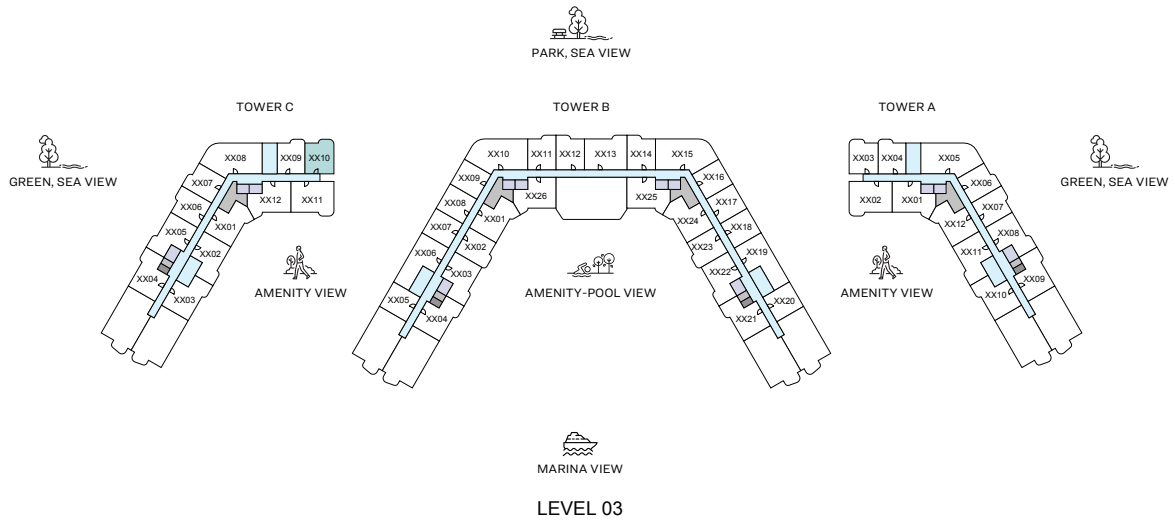 PARK, SEA VIEW
TOWER C
TOWER B
TOWER A
GREEN, SEA VIEW
GREEN, SEA VIEW
XX08
XX09
XX10
XX07
XX12
XX11
XX06
XX01
XX05
XX02
XX04
XX03
XX10
XX11
XX12
XX13
XX14
XX15
XX09
XX16
XX26
XX25
XX08
XX01
XX24
XX17
XX07
XX02
XX23
XX18
XX06
XX03
XX22
XX19
XX05
XX04
XX21
XX20
XX03
XX04
XX05
XX02
XX01
XX06
XX12
XX07
XX11
XX08
XX10
XX09
AMENITY VIEW
AMENITY-POOL VIEW
AMENITY VIEW
MARINA VIEW
LEVEL 03